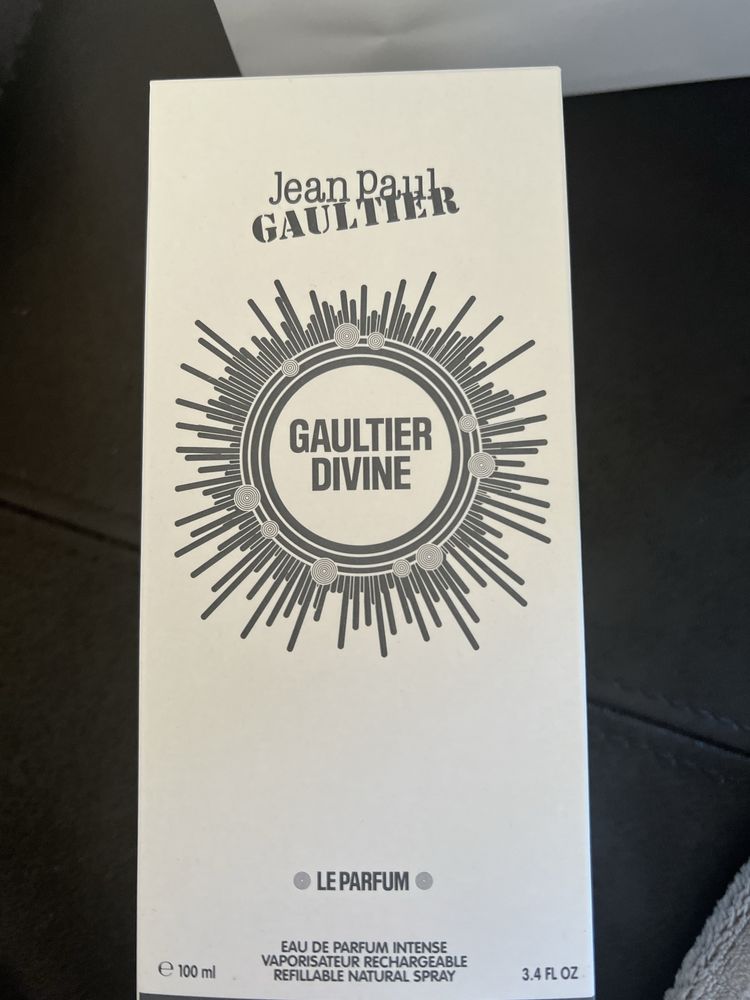 Jean Paul
GAULTIER
GAULTIER
DIVINE
LE PARFUM
EAU DE PARFUM INTENSE
VAPORISATEUR RECHARGEABLE
℮ 100 ml REFILLABLE NATURAL SPRAY 3.4 FL OZ